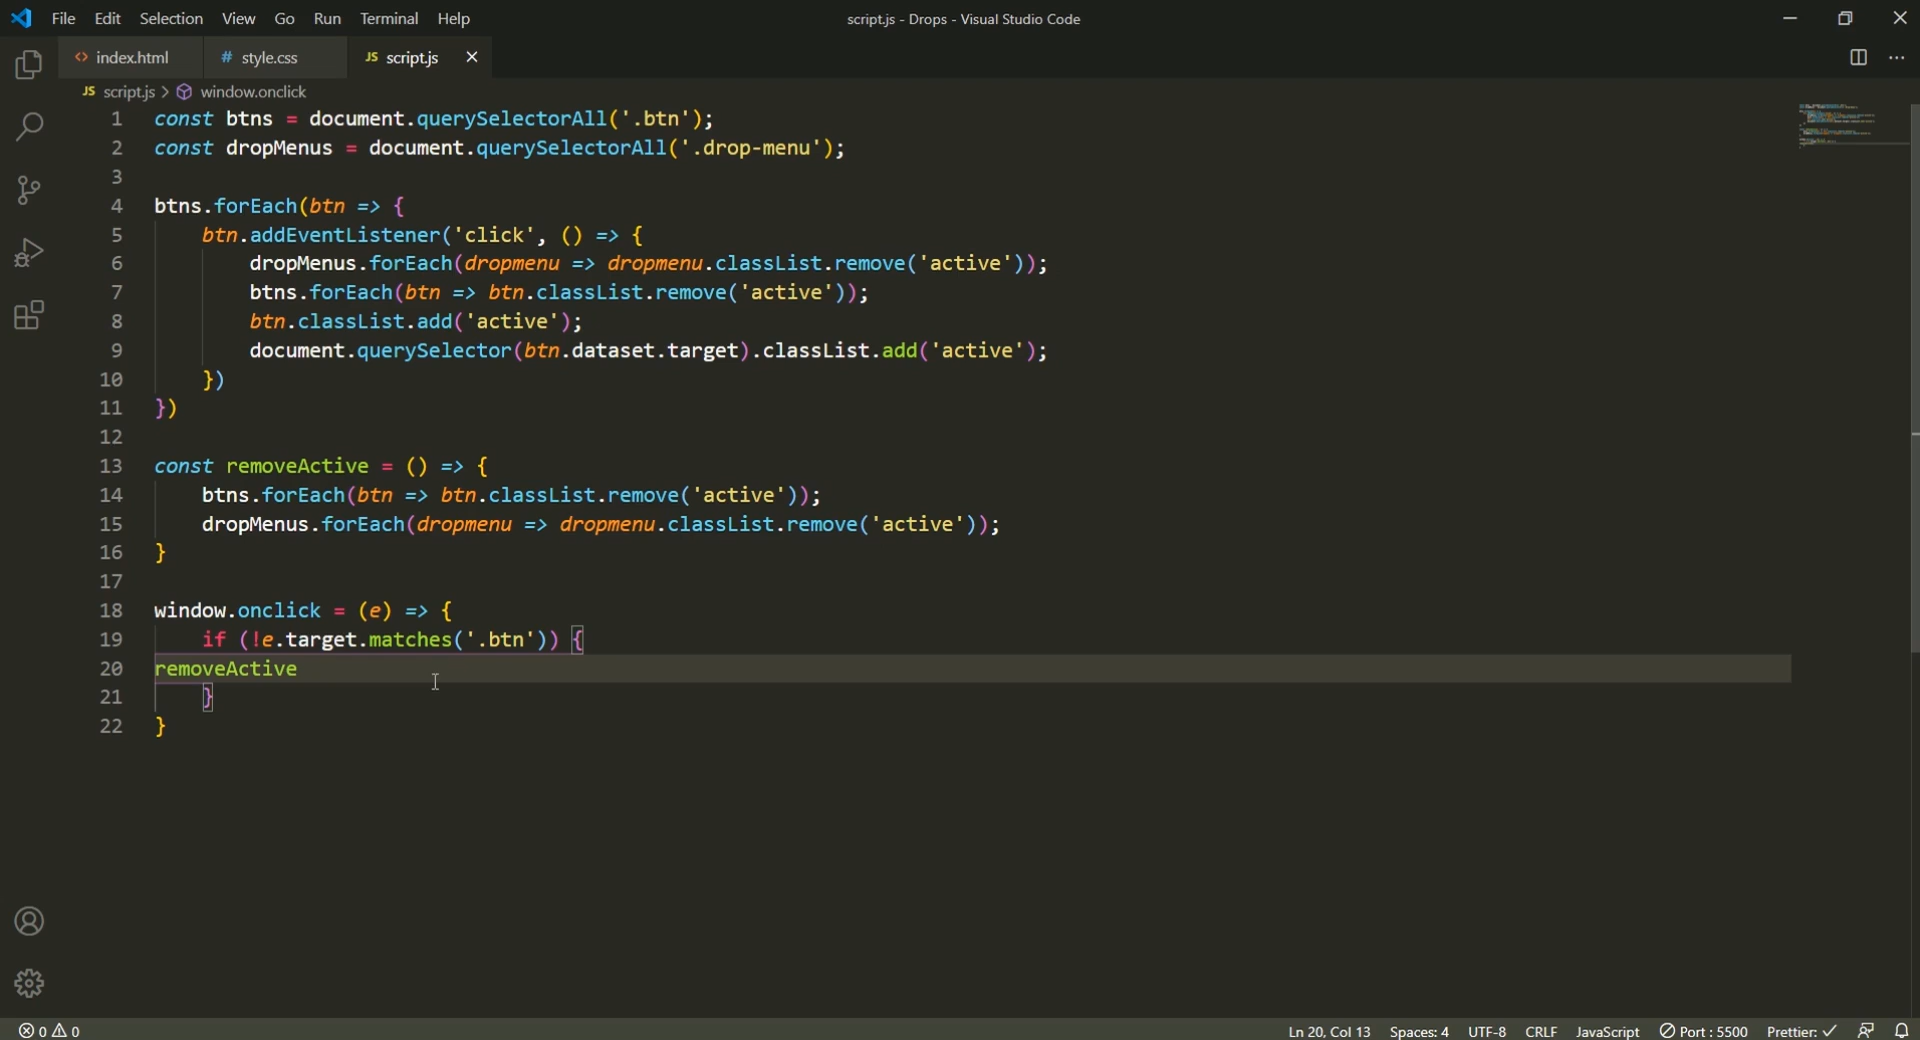 File Edit Selection View Go Run Terminal Help script.js - Drops - Visual Studio Code
<> index.html # style.css JS script.js
JS script.js > window.onclick
1 const btns = document.querySelectorAll('.btn');
2 const dropMenus = document.querySelectorAll('.drop-menu');
3
4 btns.forEach(btn => {
5     btn.addEventListener('click', () => {
6         dropMenus.forEach(dropmenu => dropmenu.classList.remove('active'));
7         btns.forEach(btn => btn.classList.remove('active'));
8         btn.classList.add('active');
9         document.querySelector(btn.dataset.target).classList.add('active');
10     })
11 })
12
13 const removeActive = () => {
14     btns.forEach(btn => btn.classList.remove('active'));
15     dropMenus.forEach(dropmenu => dropmenu.classList.remove('active'));
16 }
17
18 window.onclick = (e) => {
19     if (!e.target.matches('.btn')) {
20 removeActive
21     }
22 }
0 0 Ln 20, Col 13 Spaces: 4 UTF-8 CRLF JavaScript Port : 5500 Prettier: ✓